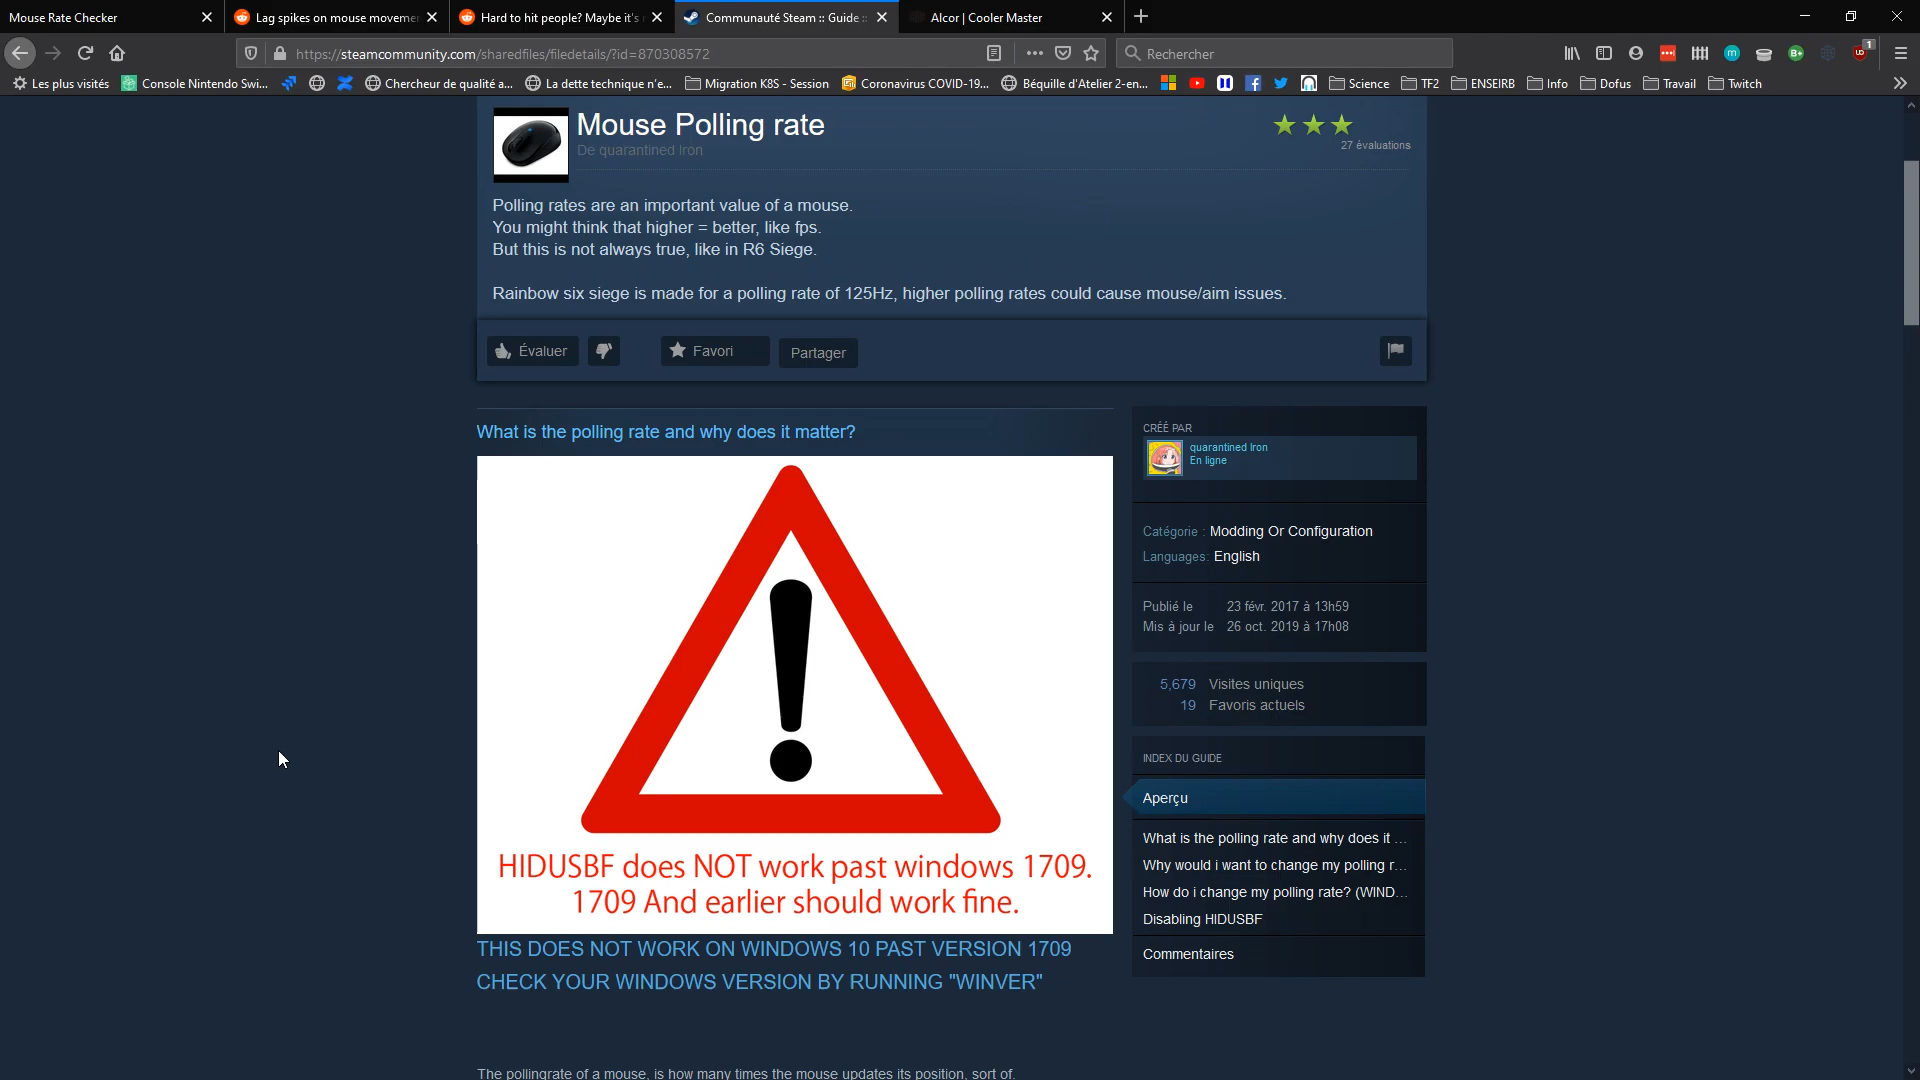 Mouse Rate Checker
Lag spikes on mouse moveme
Hard to hit people? Maybe it's
Communauté Steam :: Guide ::
Alcor | Cooler Master
https://steamcommunity.com/sharedfiles/filedetails/?id=870308572
Rechercher
1
Les plus visités
Console Nintendo Swi...
Chercheur de qualité a...
La dette technique n'e...
Migration K8S - Session
Coronavirus COVID-19...
Béquille d'Atelier 2-en...
Science
TF2
ENSEIRB
Info
Dofus
Travail
Twitch
Mouse Polling rate
De quarantined Iron
27 évaluations
Polling rates are an important value of a mouse.
You might think that higher = better, like fps.
But this is not always true, like in R6 Siege.
Rainbow six siege is made for a polling rate of 125Hz, higher polling rates could cause mouse/aim issues.
Évaluer
Favori
Partager
What is the polling rate and why does it matter?
HIDUSBF does NOT work past windows 1709.
1709 And earlier should work fine.
THIS DOES NOT WORK ON WINDOWS 10 PAST VERSION 1709
CHECK YOUR WINDOWS VERSION BY RUNNING "WINVER"
The pollingrate of a mouse, is how many times the mouse updates its position, sort of.
CRÉÉ PAR
quarantined Iron
En ligne
Catégorie : Modding Or Configuration
Languages: English
Publié le 23 févr. 2017 à 13h59
Mis à jour le 26 oct. 2019 à 17h08
5,679 Visites uniques
19 Favoris actuels
INDEX DU GUIDE
Aperçu
What is the polling rate and why does it ...
Why would i want to change my polling r...
How do i change my polling rate? (WIND...
Disabling HIDUSBF
Commentaires